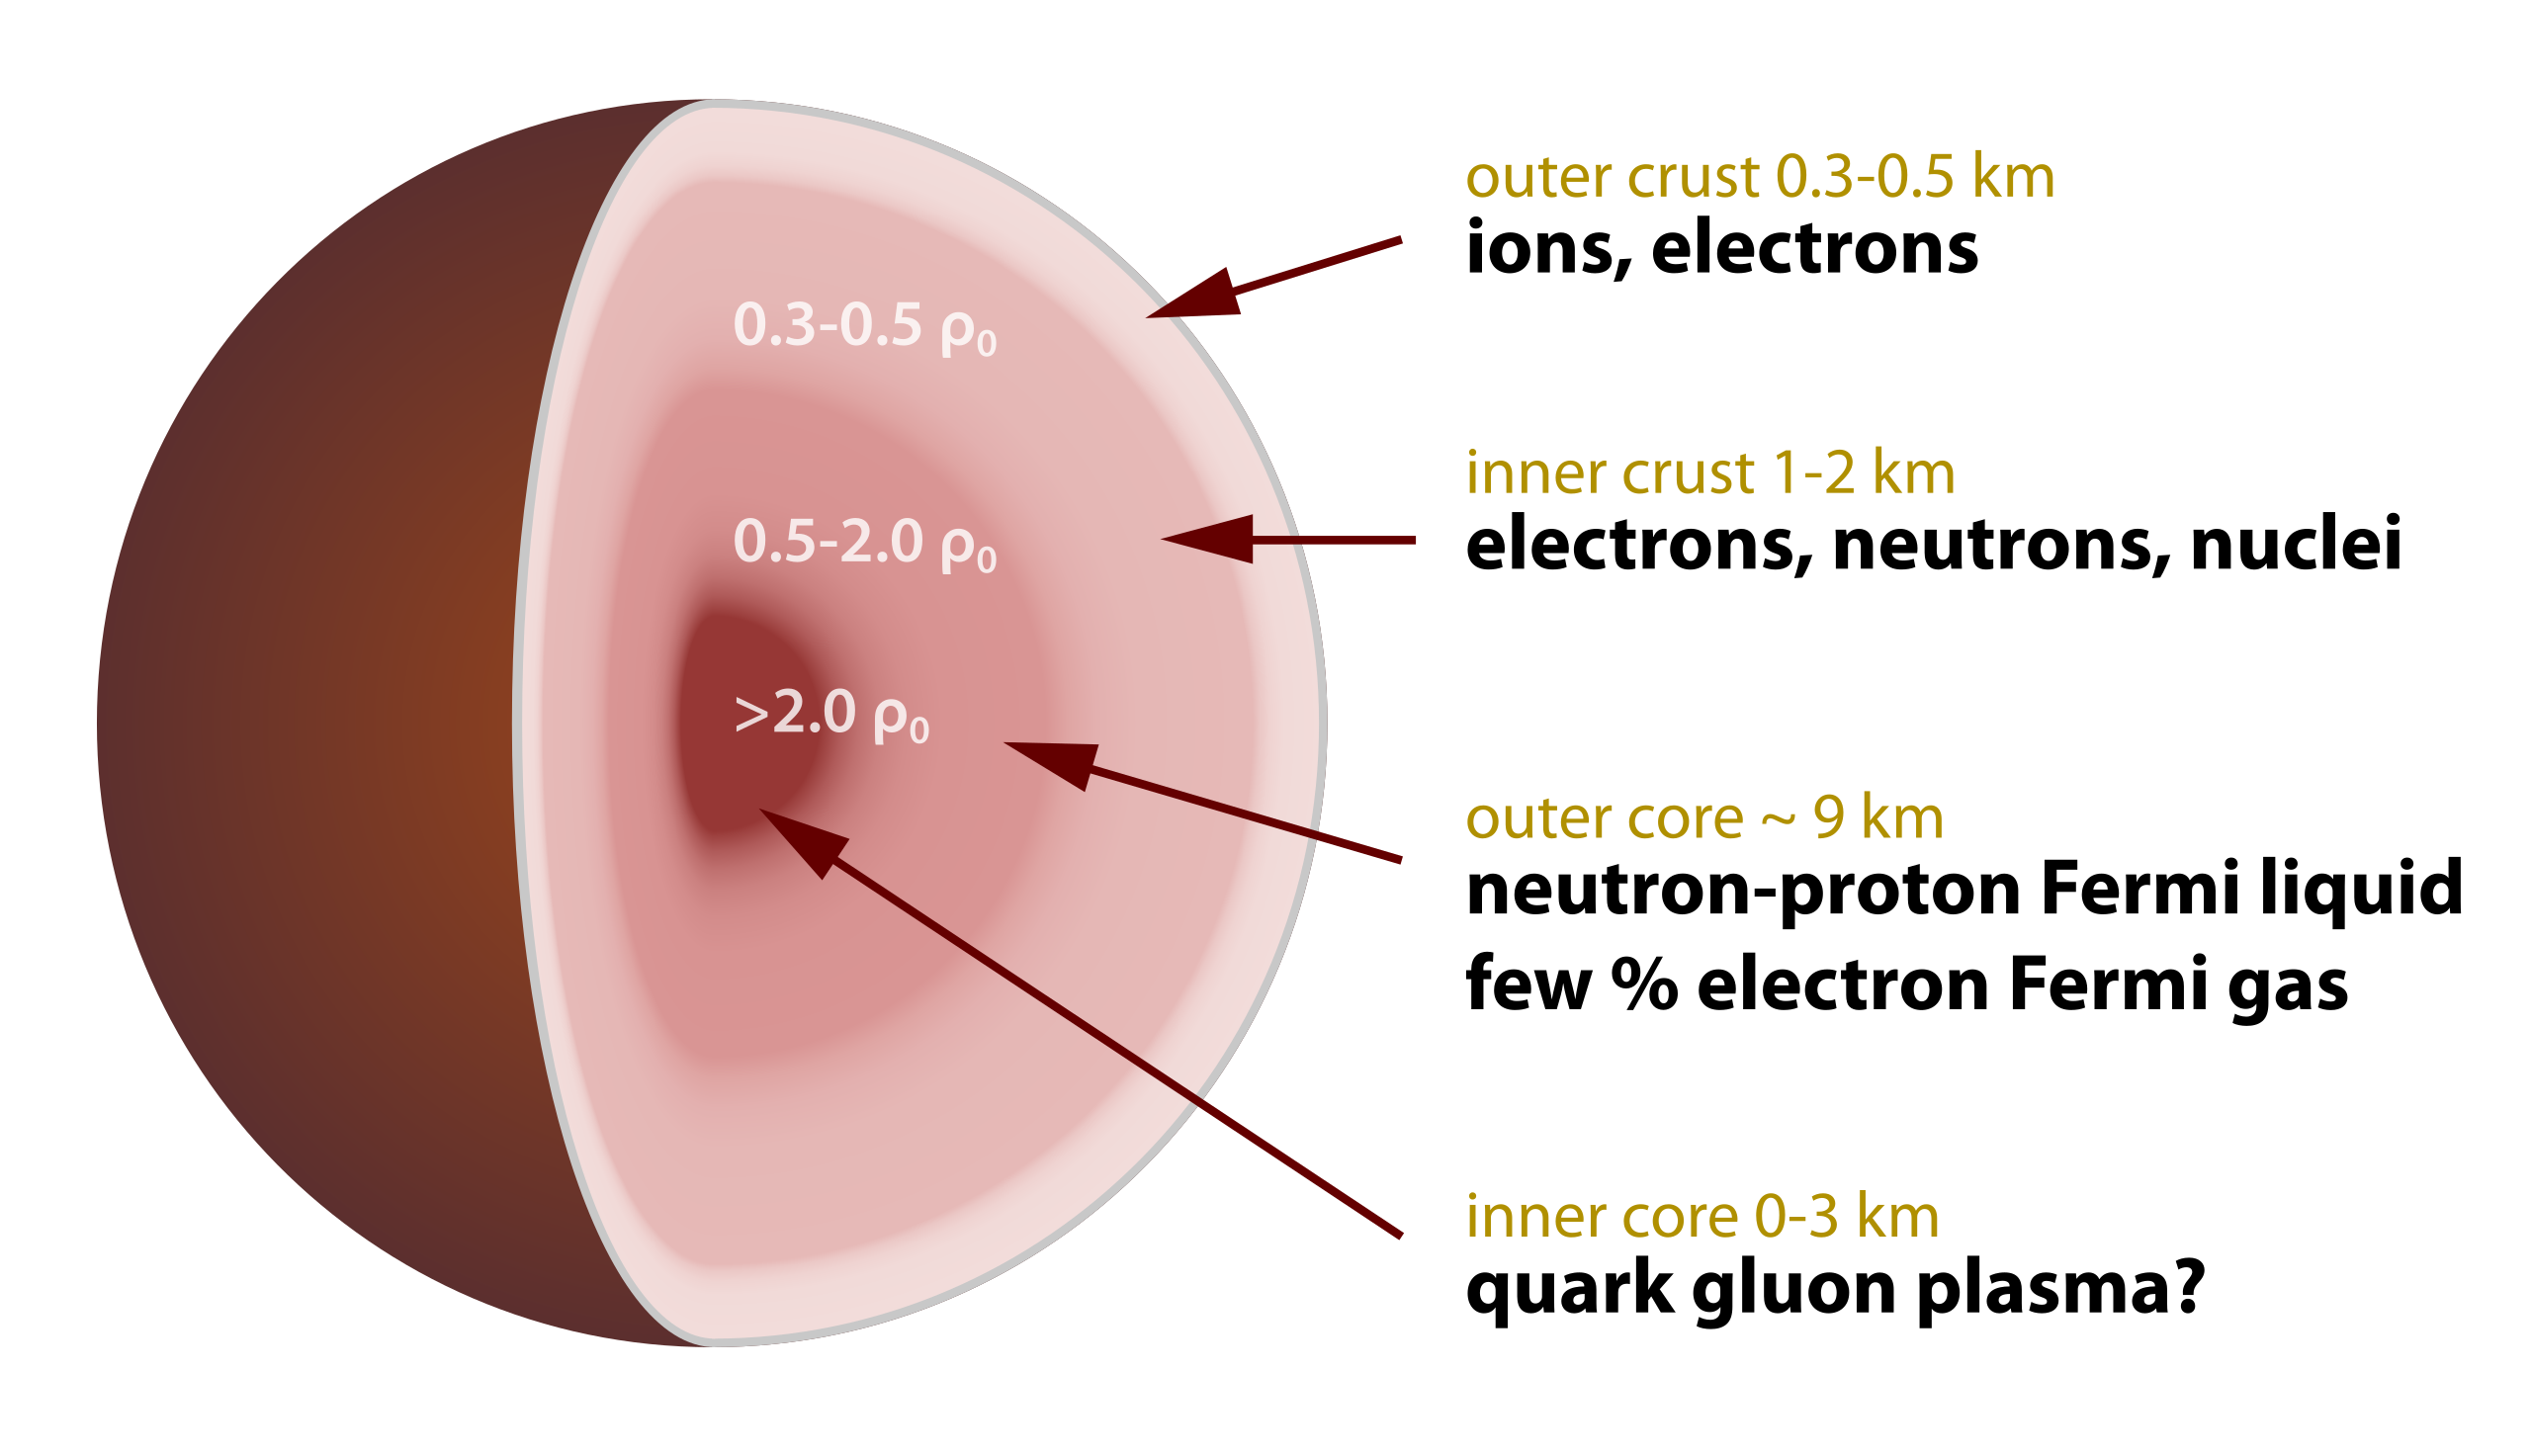 outer crust 0.3-0.5 km
ions, electrons
0.3-0.5 ρ₀
inner crust 1-2 km
electrons, neutrons, nuclei
0.5-2.0 ρ₀
>2.0 ρ₀
outer core ~ 9 km
neutron-proton Fermi liquid
few % electron Fermi gas
inner core 0-3 km
quark gluon plasma?